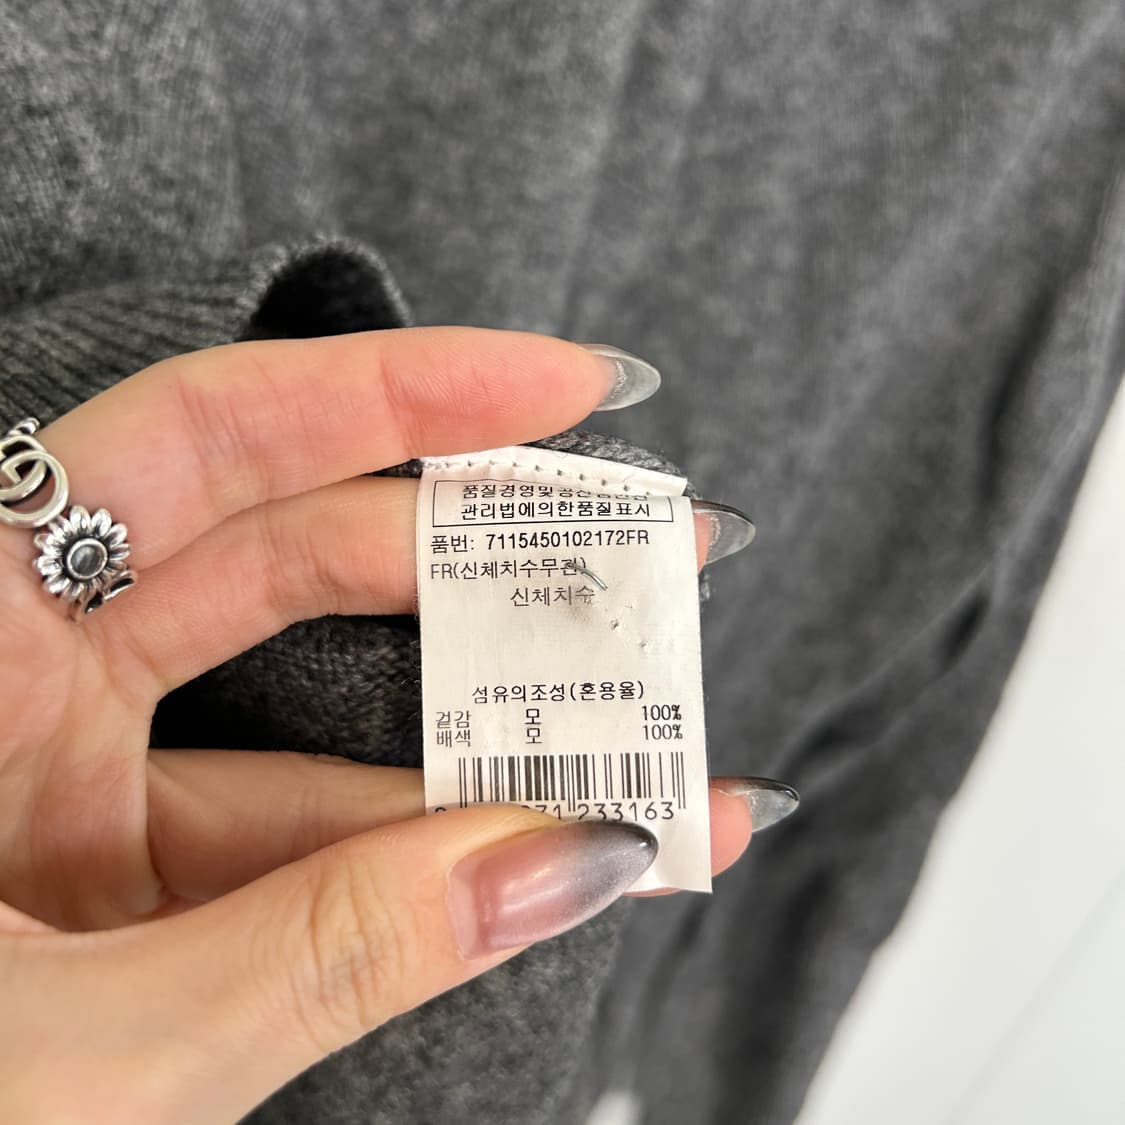 품질경영및공산품안전
관리법에의한품질표시
품번: 7115450102172FR
FR(신체치수무관)
신체치수
섬유의조성(혼용율)
겉감 모 100%
배색 모 100%
233163